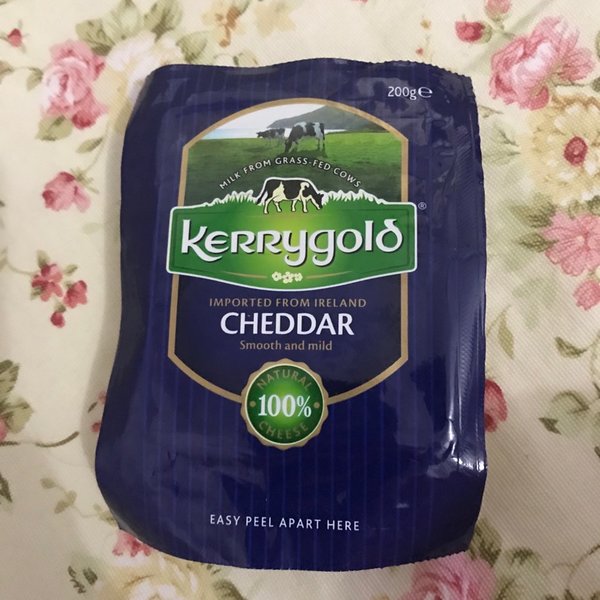 200g℮
MILK FROM GRASS-FED COWS
Kerrygold®
IMPORTED FROM IRELAND
CHEDDAR
Smooth and mild
NATURAL
100%
CHEESE
EASY PEEL APART HERE